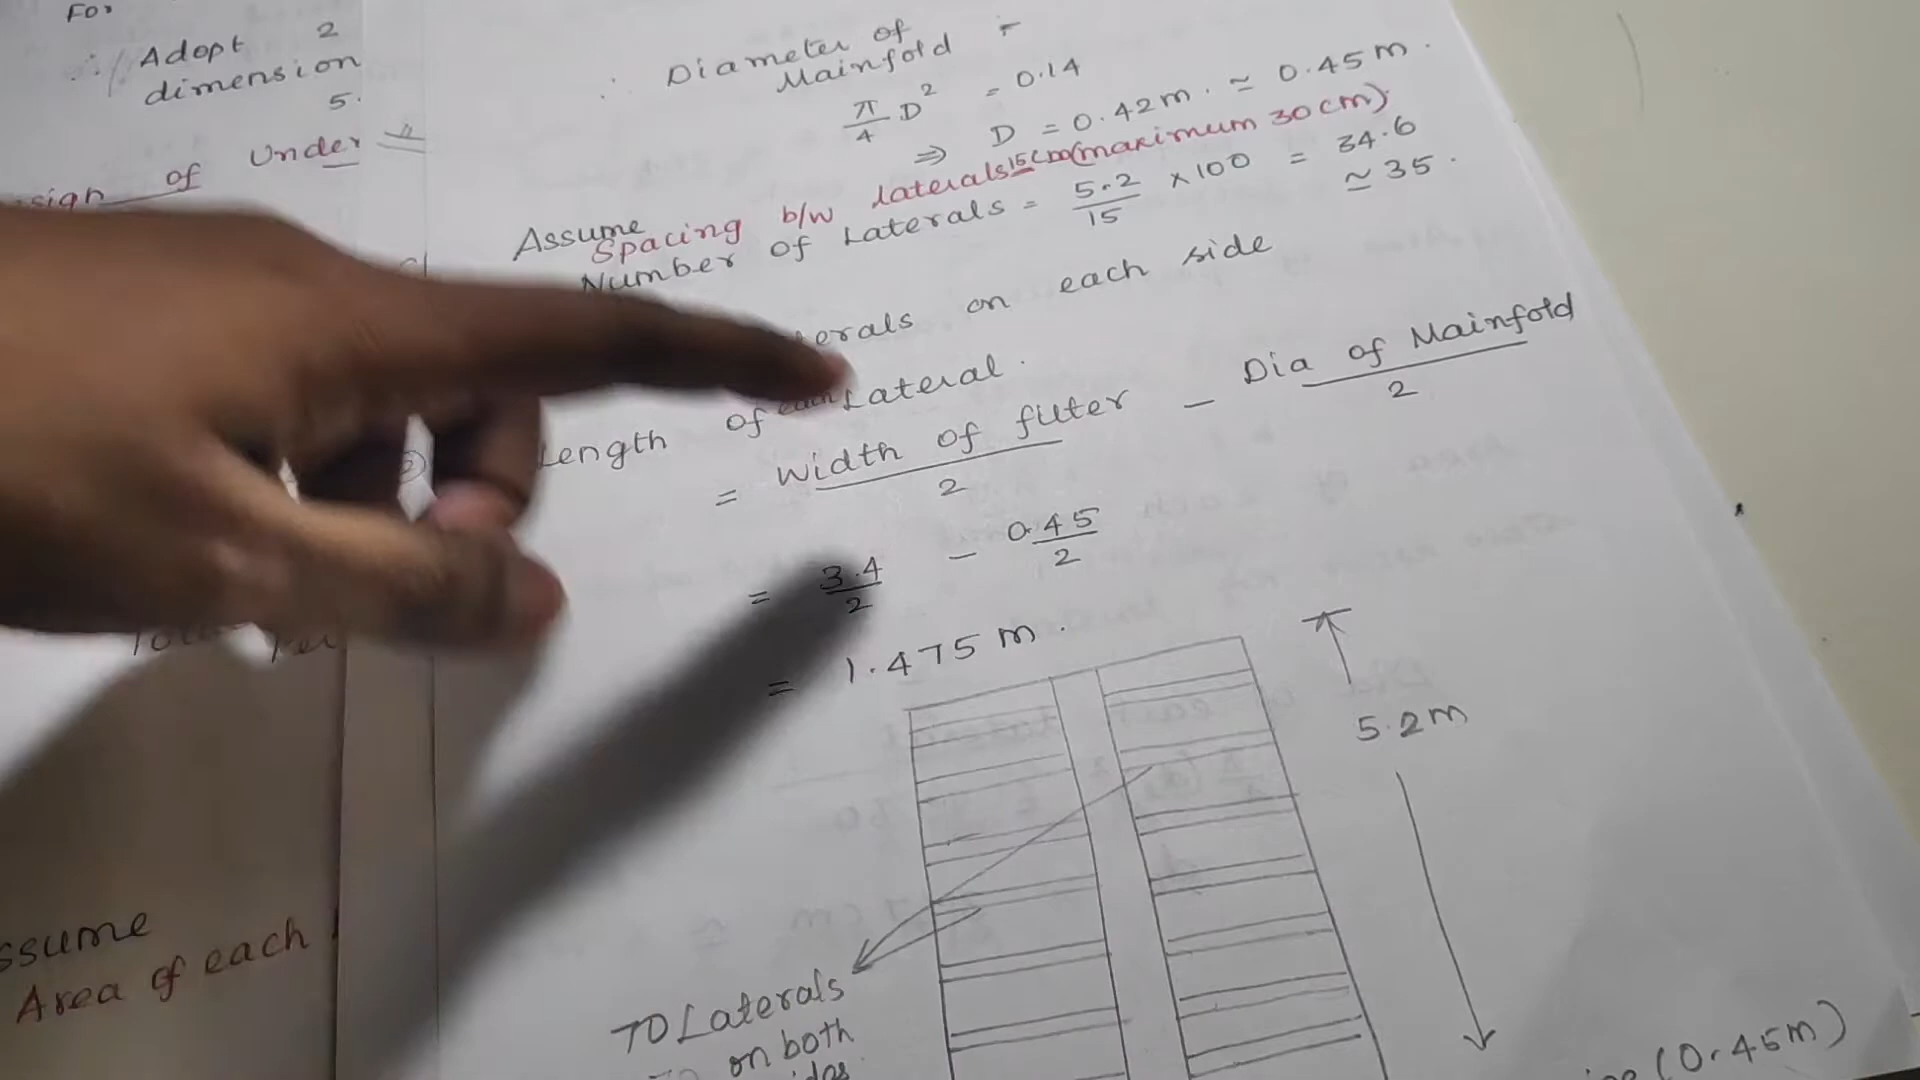 For
∴ Adopt 2
dimension
5.
of Under
∴ Diameter of
Mainfold =
π/4 D² = 0.14
⇒ D = 0.42m. ≃ 0.45m.
Assume Spacing b/w laterals 15cm (maximum 30cm).
Number of Laterals = 5.2/15 × 100 = 34.6
≃ 35.
on each side
Length of each Lateral.
= Width of filter/2 − Dia of Mainfold/2
= 3.4/2 − 0.45/2
= 1.475 m.
5.2m
70 Laterals
on both
Area of each
(0.45m)